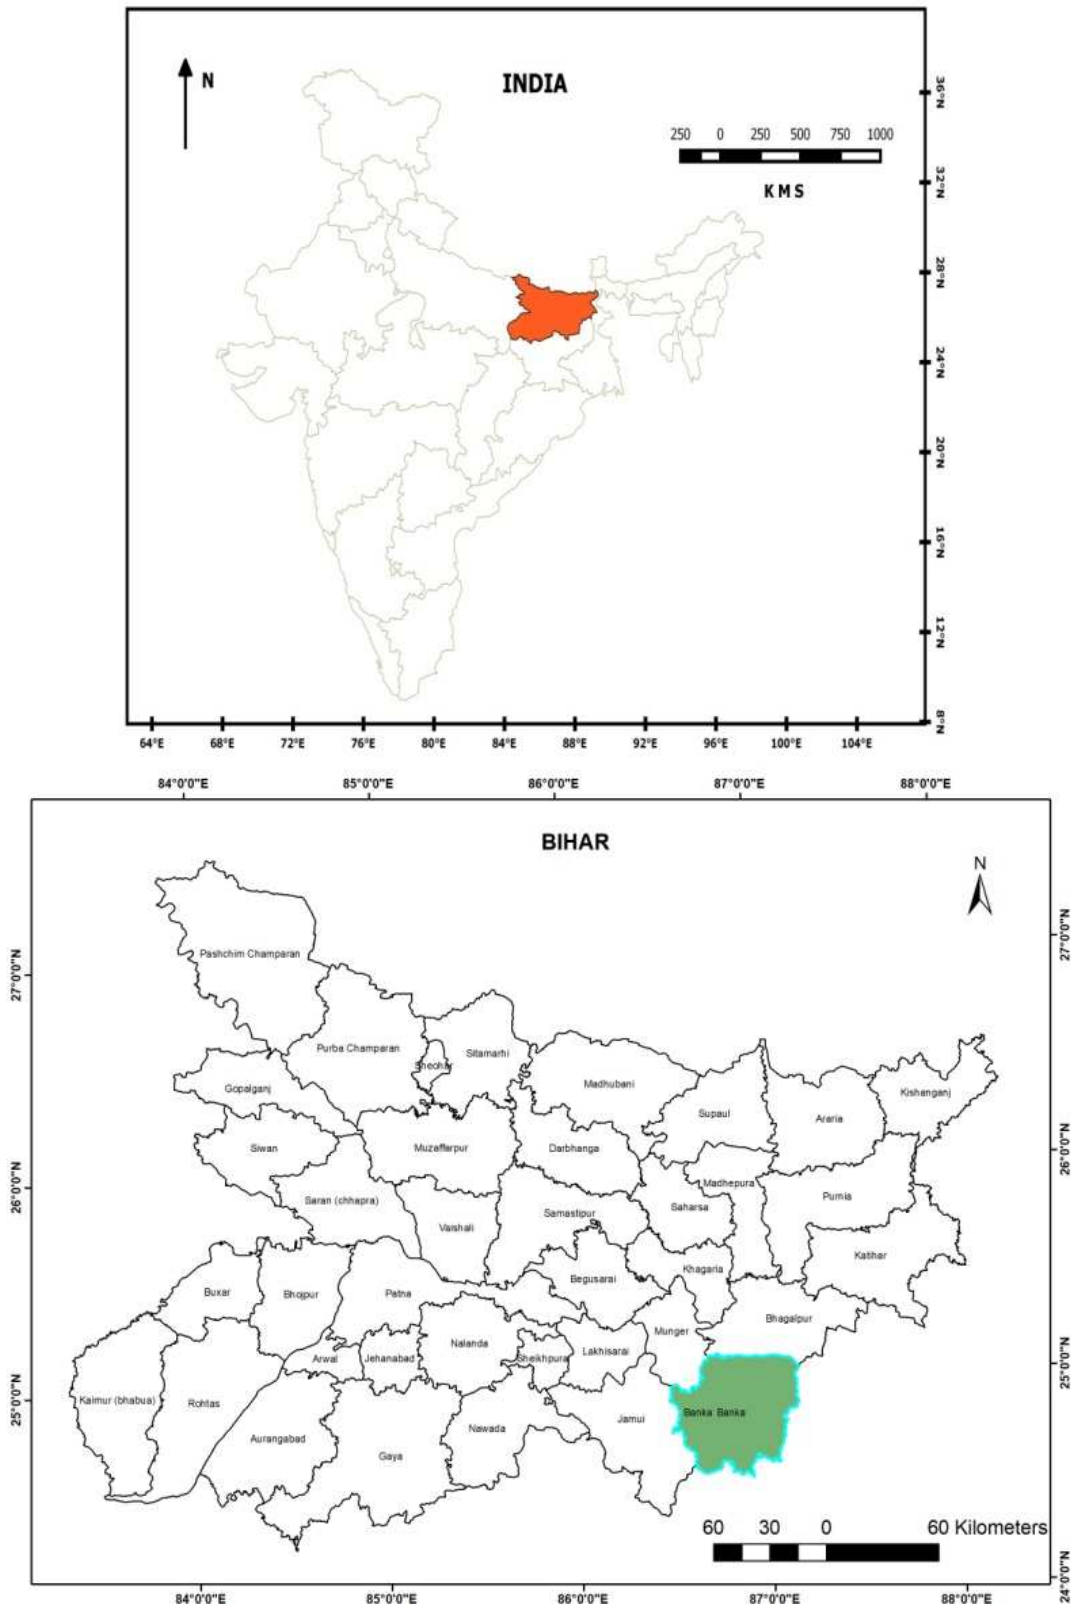 INDIA
N
250 0 250 500 750 1000
KMS
36°N
32°N
28°N
24°N
20°N
16°N
12°N
8°N
64°E 68°E 72°E 76°E 80°E 84°E 88°E 92°E 96°E 100°E 104°E
84°0'0"E 85°0'0"E 86°0'0"E 87°0'0"E 88°0'0"E
BIHAR
N
27°0'0"N
26°0'0"N
25°0'0"N
27°0'0"N
26°0'0"N
25°0'0"N
24°0'0"N
Pashchim Champaran
Purba Champaran
Sheohar
Sitamarhi
Gopalganj
Madhubani
Kishanganj
Supaul
Araria
Siwan
Muzaffarpur
Darbhanga
Madhepura
Purnia
Saran (chhapra)
Saharsa
Vaishali
Samastipur
Katihar
Khagaria
Begusarai
Buxar
Bhojpur
Patna
Bhagalpur
Munger
Nalanda
Lakhisarai
Sheikhpura
Arwal
Jehanabad
Kaimur (bhabua)
Rohtas
Banka Banka
Jamui
Nawada
Aurangabad
Gaya
60 30 0 60 Kilometers
84°0'0"E 85°0'0"E 86°0'0"E 87°0'0"E 88°0'0"E